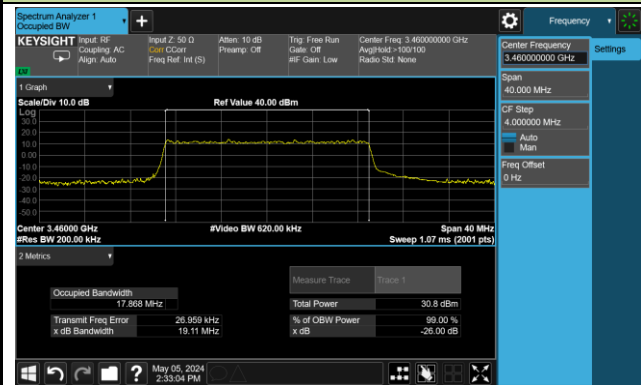 Spectrum Analyzer 1
Occupied BW
+
Frequency
KEYSIGHT
Input: RF
Coupling: AC
Align: Auto
Input Z: 50 Ω
Corr CCorr
Freq Ref: Int (S)
Atten: 10 dB
Preamp: Off
Trig: Free Run
Gate: Off
#IF Gain: Low
Center Freq: 3.460000000 GHz
Avg|Hold:>100/100
Radio Std: None
Center Frequency
3.460000000 GHz
Settings
Span
40.000 MHz
CF Step
4.000000 MHz
Auto
Man
Freq Offset
0 Hz
1 Graph
Scale/Div 10.0 dB
Ref Value 40.00 dBm
Log
30.0
20.0
10.0
0.00
-10.0
-20.0
-30.0
-40.0
-50.0
Center 3.46000 GHz
#Video BW 620.00 kHz
Span 40 MHz
#Res BW 200.00 kHz
Sweep 1.07 ms (2001 pts)
2 Metrics
Measure Trace
Trace 1
Occupied Bandwidth
17.868 MHz
Total Power
30.8 dBm
Transmit Freq Error
26.959 kHz
% of OBW Power
99.00 %
x dB Bandwidth
19.11 MHz
x dB
-26.00 dB
?
May 05, 2024
2:33:04 PM